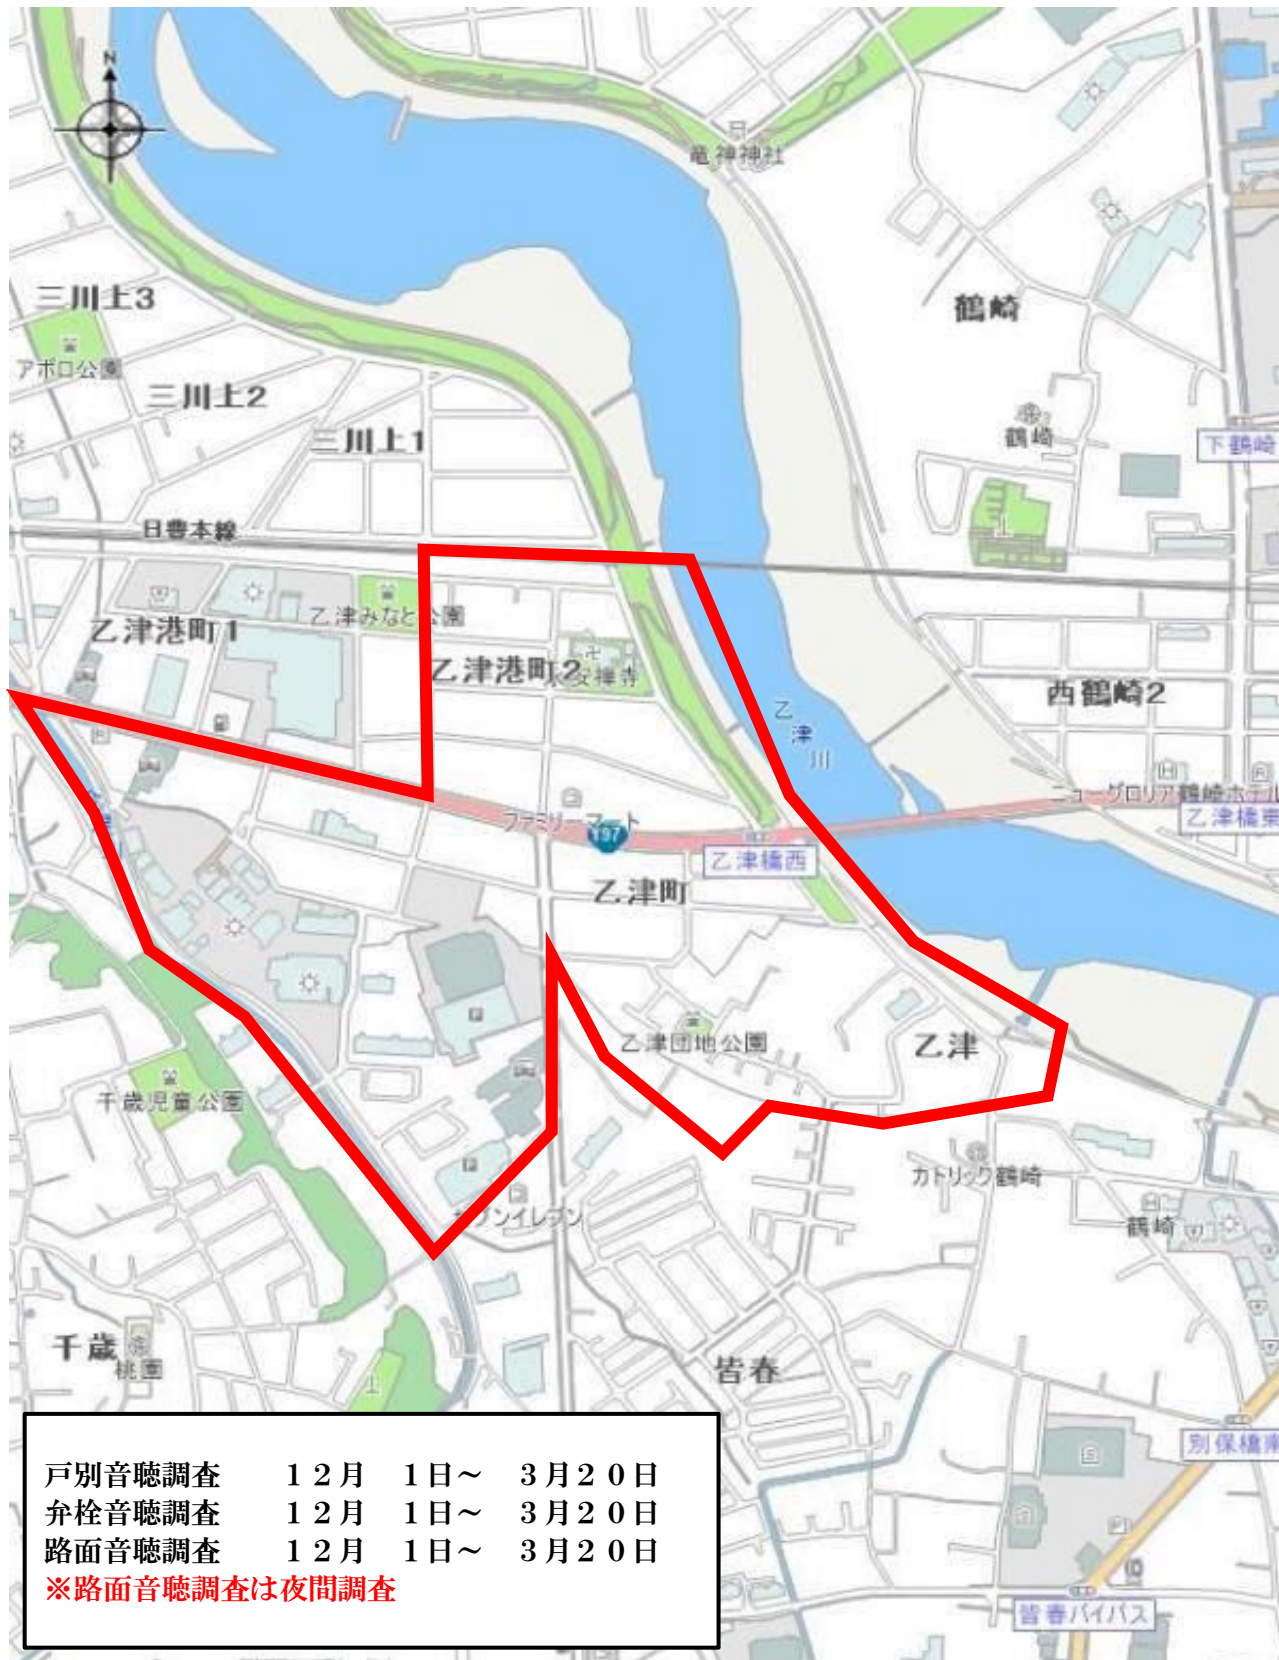 N
竜神神社
三川上3
鶴崎
アポロ公園
三川上2
鶴崎
三川上1
下鶴崎
日豊本線
乙津みなと公園
乙津港町1
乙津港町2
安禅寺
西鶴崎2
乙津川
ニューグロリア鶴崎ホテル
ファミリーマート
197
乙津橋東
乙津橋西
乙津町
乙津団地公園
乙津
千歳児童公園
カトリック鶴崎
セブンイレブン
鶴崎
千歳
桃園
皆春
別保橋南
戸別音聴調査　　１２月　１日～　３月２０日
弁栓音聴調査　　１２月　１日～　３月２０日
路面音聴調査　　１２月　１日～　３月２０日
※路面音聴調査は夜間調査
皆春バイパス